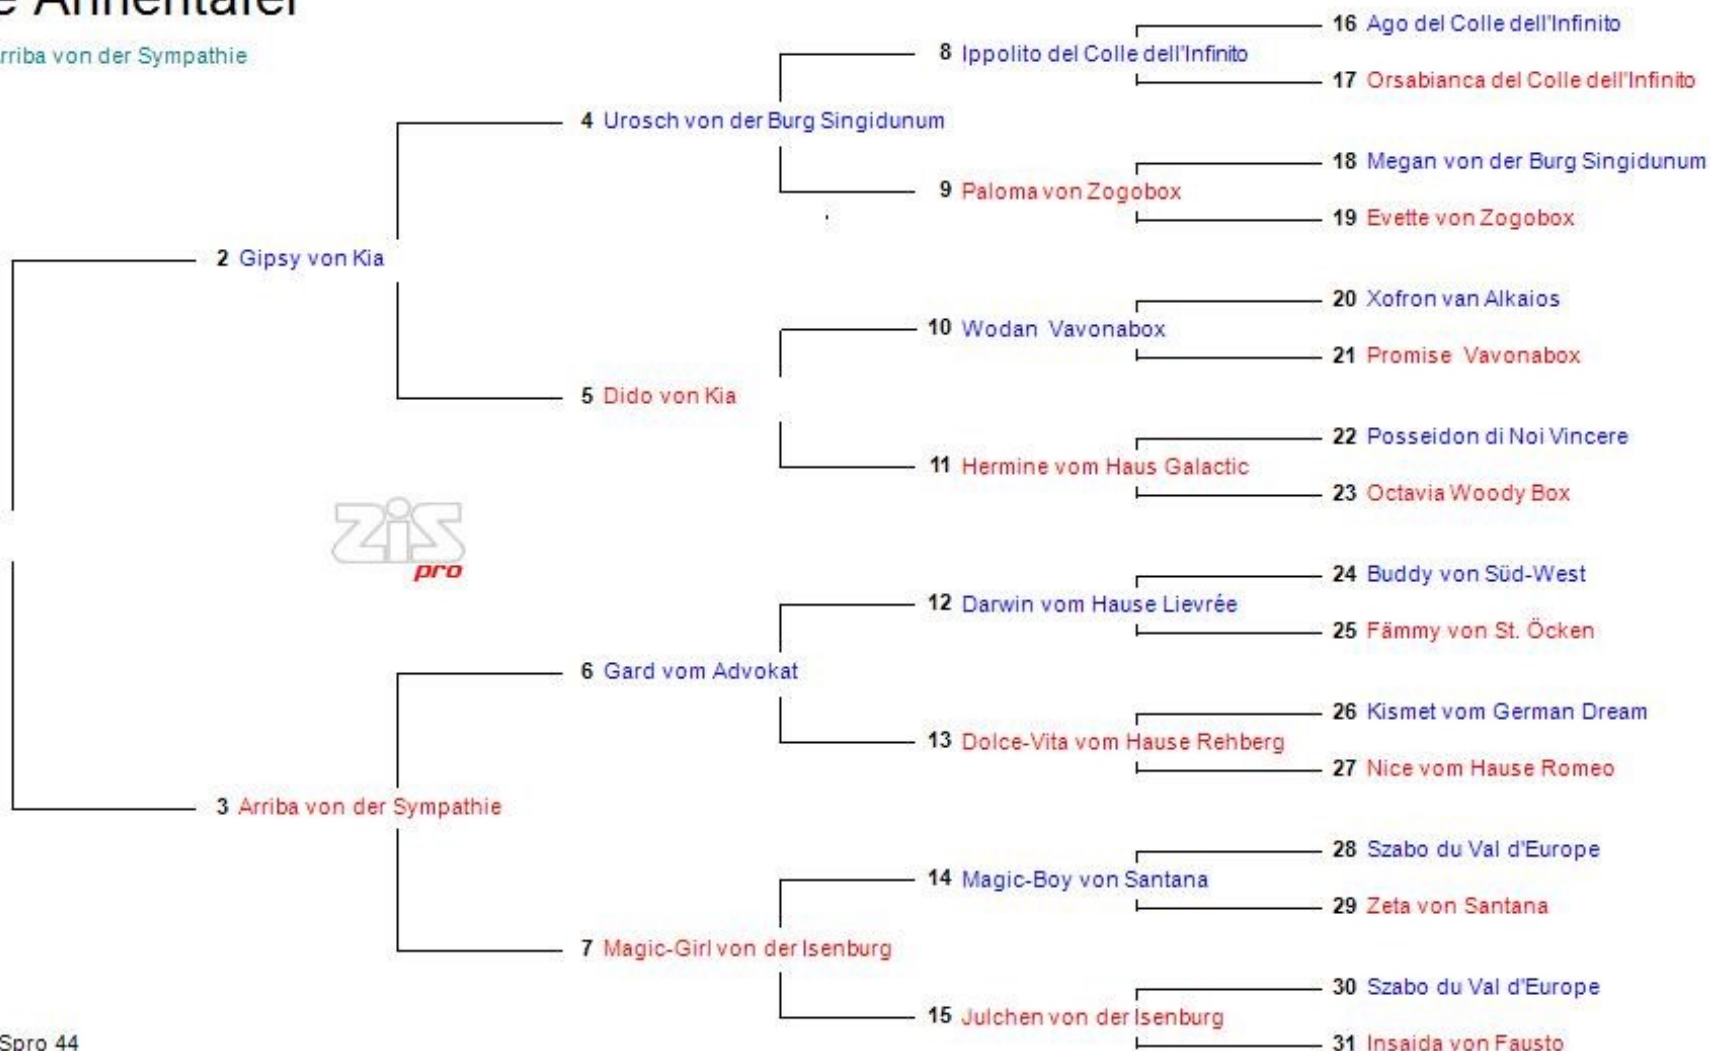 e Ahnentafel
rriba von der Sympathie
16 Ago del Colle dell'Infinito
8 Ippolito del Colle dell'Infinito
17 Orsabianca del Colle dell'Infinito
4 Urosch von der Burg Singidunum
18 Megan von der Burg Singidunum
9 Paloma von Zogobox
19 Evette von Zogobox
2 Gipsy von Kia
20 Xofron van Alkaios
10 Wodan Vavonabox
21 Promise Vavonabox
5 Dido von Kia
22 Posseidon di Noi Vincere
11 Hermine vom Haus Galactic
23 Octavia Woody Box
ZiS
pro
24 Buddy von Süd-West
12 Darwin vom Hause Lievrée
25 Fämmy von St. Öcken
6 Gard vom Advokat
26 Kismet vom German Dream
13 Dolce-Vita vom Hause Rehberg
27 Nice vom Hause Romeo
3 Arriba von der Sympathie
28 Szabo du Val d'Europe
14 Magic-Boy von Santana
29 Zeta von Santana
7 Magic-Girl von der Isenburg
30 Szabo du Val d'Europe
15 Julchen von der Isenburg
31 Insaida von Fausto
Spro 44